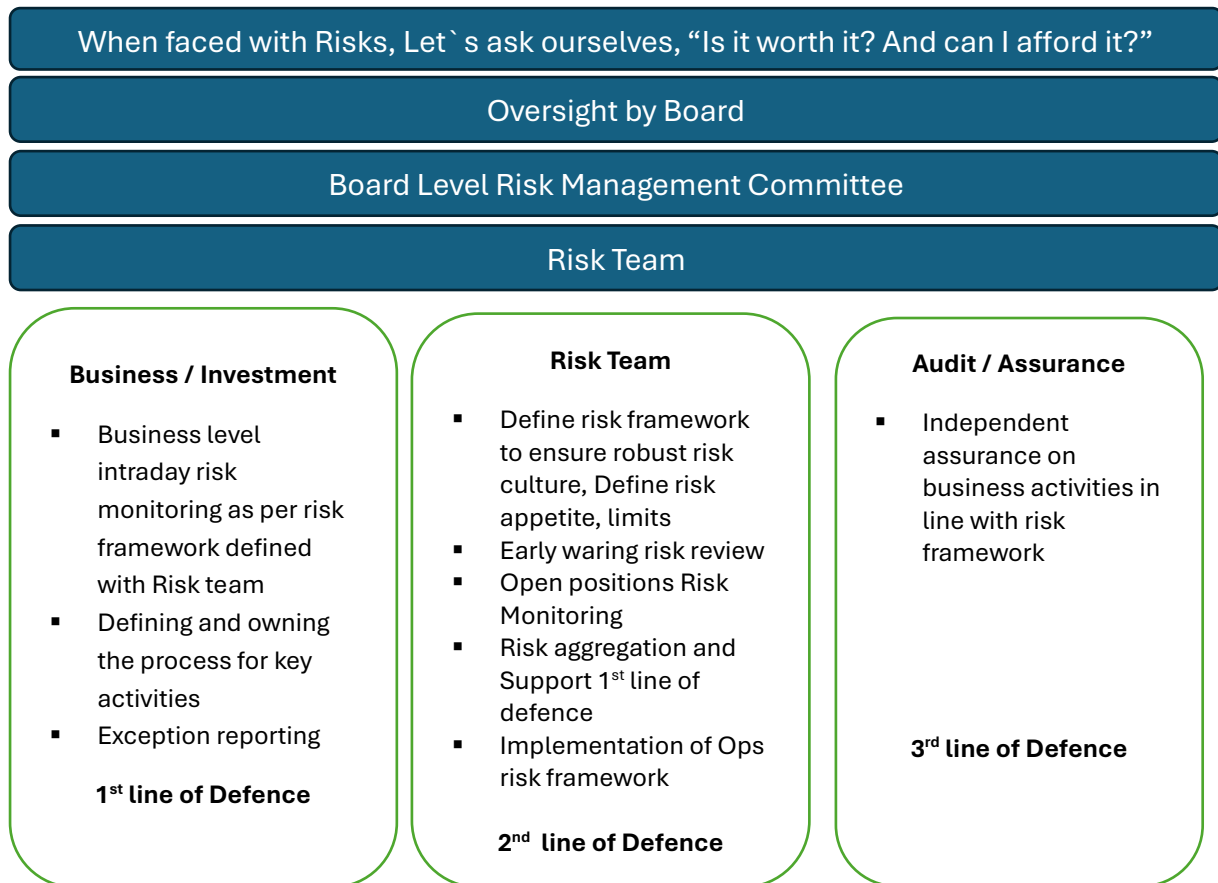 When faced with Risks, Let`s ask ourselves, “Is it worth it? And can I afford it?”
Oversight by Board
Board Level Risk Management Committee
Risk Team
Business / Investment
▪ Business level
intraday risk
monitoring as per risk
framework defined
with Risk team
▪ Defining and owning
the process for key
activities
▪ Exception reporting
1st line of Defence
Risk Team
▪ Define risk framework
to ensure robust risk
culture, Define risk
appetite, limits
▪ Early waring risk review
▪ Open positions Risk
Monitoring
▪ Risk aggregation and
Support 1st line of
defence
▪ Implementation of Ops
risk framework
2nd line of Defence
Audit / Assurance
▪ Independent
assurance on
business activities in
line with risk
framework
3rd line of Defence